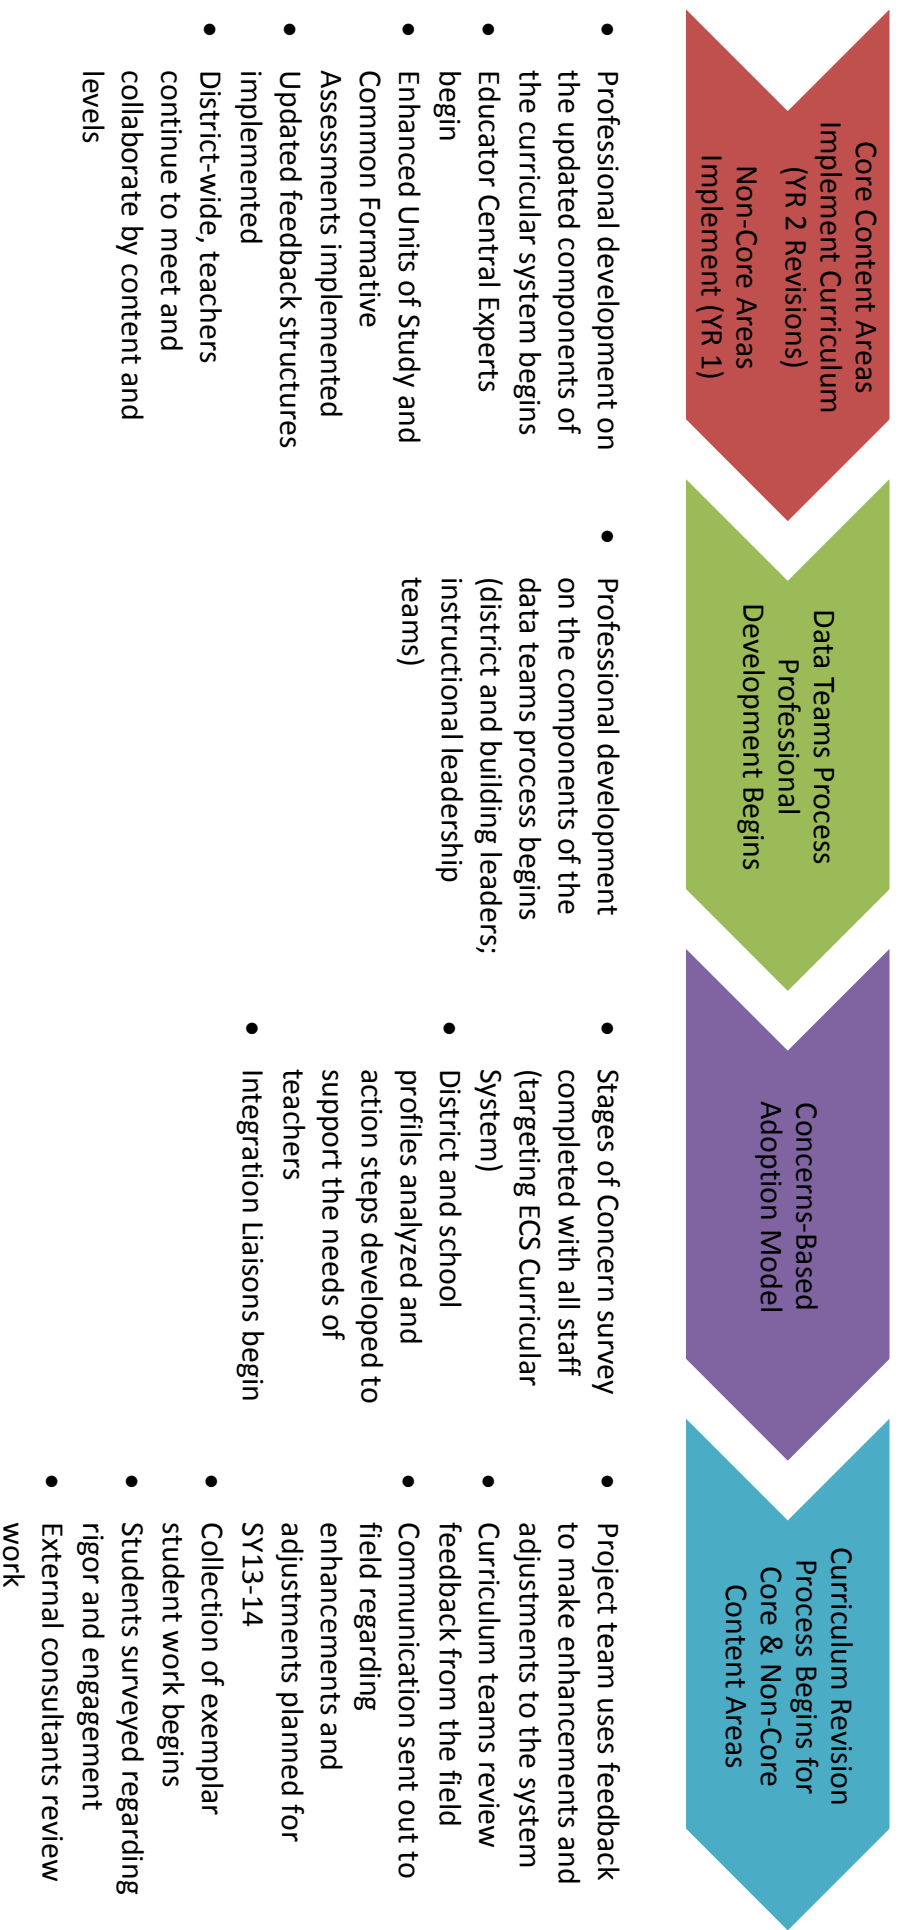 Core Content Areas
Implement Curriculum
(YR 2 Revisions)
Non-Core Areas
Implement (YR 1)
• Professional development on
the updated components of
the curricular system begins
• Educator Central Experts
begin
• Enhanced Units of Study and
Common Formative
Assessments implemented
• Updated feedback structures
implemented
• District-wide, teachers
continue to meet and
collaborate by content and
levels
Data Teams Process
Professional
Development Begins
• Professional development
on the components of the
data teams process begins
(district and building leaders;
instructional leadership
teams)
Concerns-Based
Adoption Model
• Stages of Concern survey
completed with all staff
(targeting ECS Curricular
System)
• District and school
profiles analyzed and
action steps developed to
support the needs of
teachers
• Integration Liaisons begin
Curriculum Revision
Process Begins for
Core & Non-Core
Content Areas
• Project team uses feedback
to make enhancements and
adjustments to the system
• Curriculum teams review
feedback from the field
• Communication sent out to
field regarding
enhancements and
adjustments planned for
SY13-14
• Collection of exemplar
student work begins
• Students surveyed regarding
rigor and engagement
• External consultants review
work